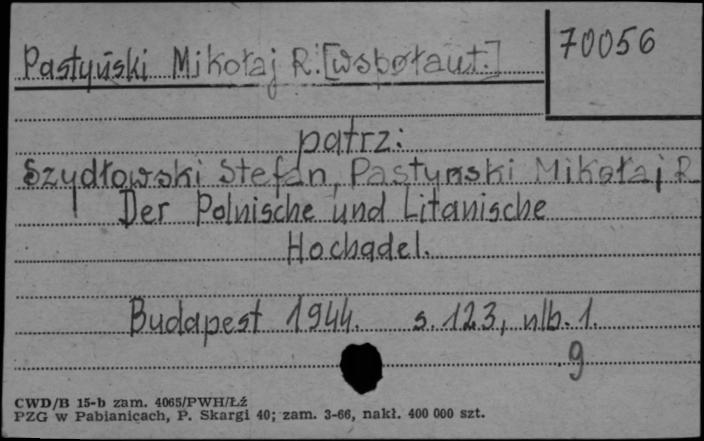 70056
Pastyński Mikołaj R. [współaut.]
patrz:
Szydłowski Stefan, Pastyński Mikołaj R.
Der Polnische und Litanische
Hochadel.
Budapest 1944. s. 123, nlb. 1.
9
CWD/B 15-b zam. 4065/PWH/Łź
PZG w Pabianicach, P. Skargi 40; zam. 3-66, nakł. 400 000 szt.